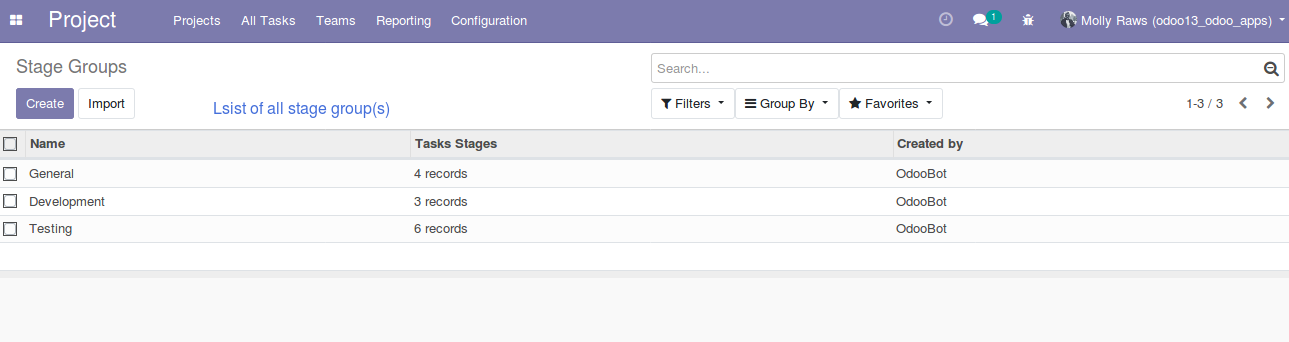 Project Projects All Tasks Teams Reporting Configuration 1 Molly Raws (odoo13_odoo_apps)
Stage Groups Search...
Create Import Lsist of all stage group(s) Filters Group By Favorites 1-3 / 3
Name Tasks Stages Created by
General 4 records OdooBot
Development 3 records OdooBot
Testing 6 records OdooBot